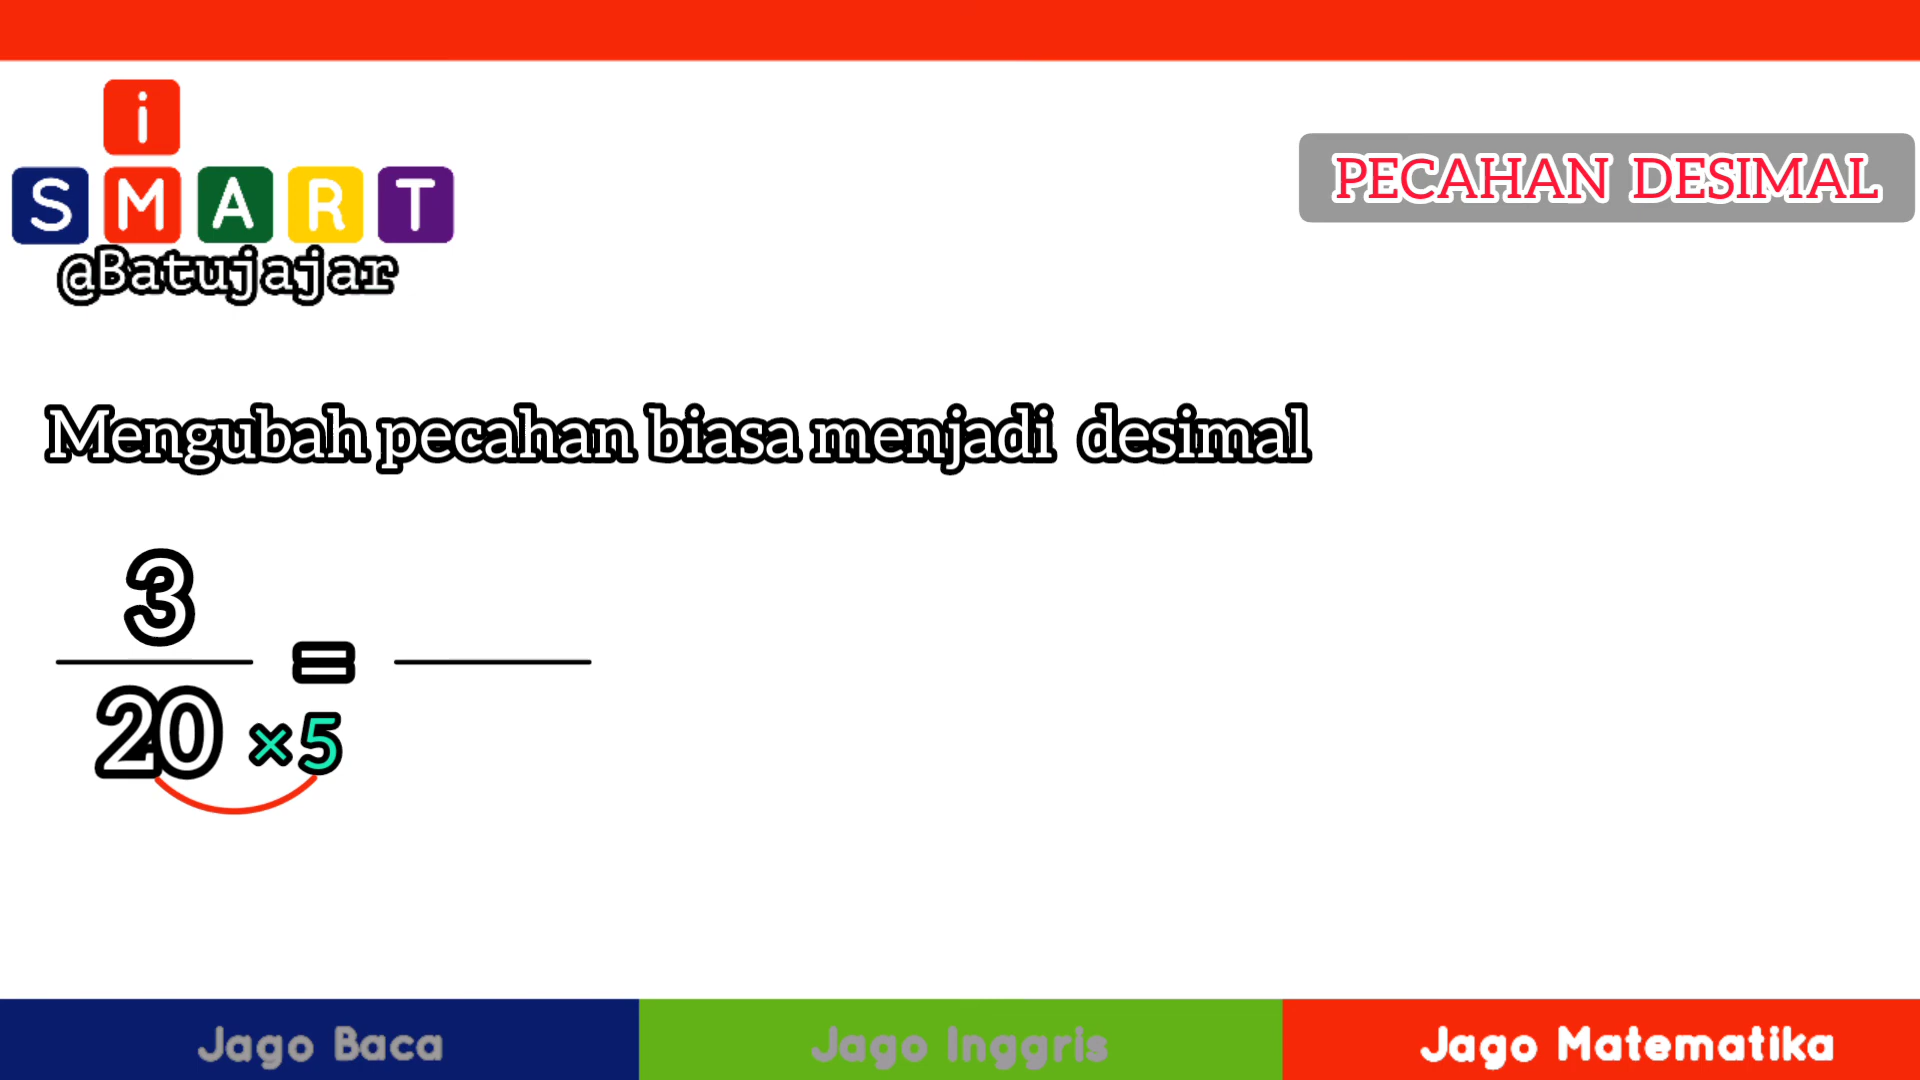 i
SMART
@Batujajar
PECAHAN DESIMAL
Mengubah pecahan biasa menjadi desimal
3
=
20 ×5
Jago Baca
Jago Inggris
Jago Matematika